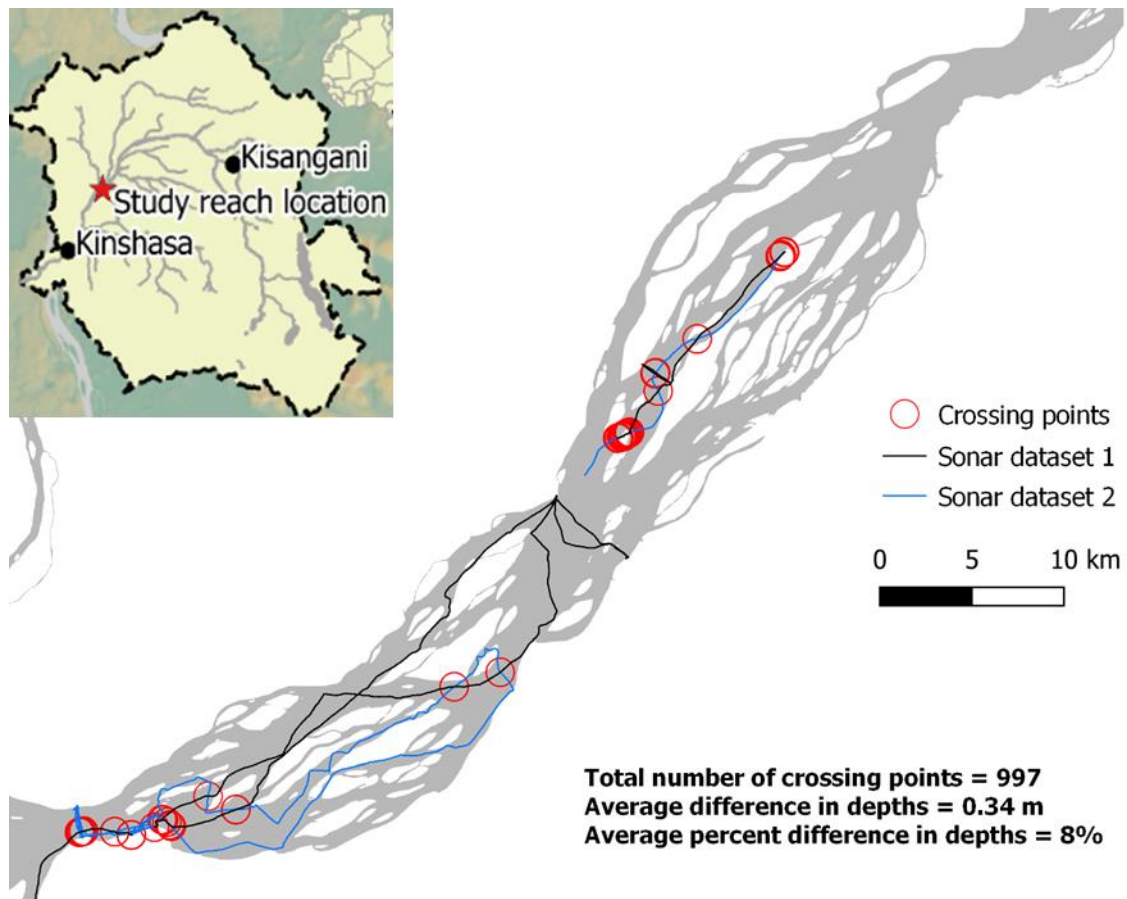 Kisangani
Study reach location
Kinshasa
Crossing points
Sonar dataset 1
Sonar dataset 2
0 5 10 km
Total number of crossing points = 997
Average difference in depths = 0.34 m
Average percent difference in depths = 8%